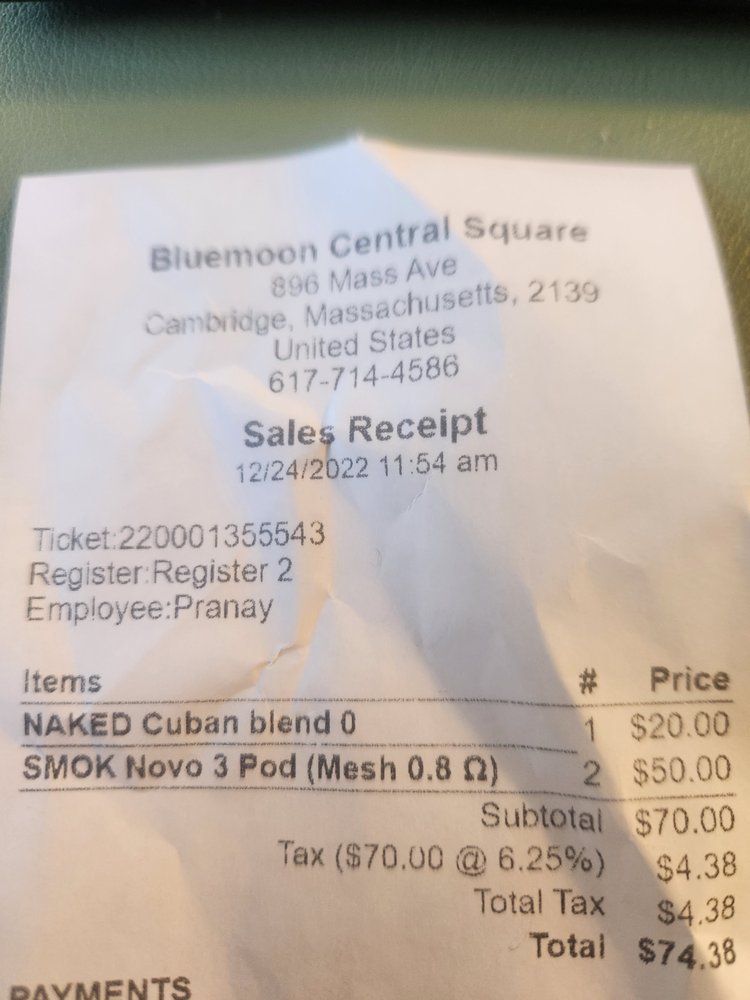 Bluemoon Central Square
896 Mass Ave
Cambridge, Massachusetts, 2139
United States
617-714-4586
Sales Receipt
12/24/2022 11:54 am
Ticket:220001355543
Register:Register 2
Employee:Pranay
Items # Price
NAKED Cuban blend 0 1 $20.00
SMOK Novo 3 Pod (Mesh 0.8 Ω) 2 $50.00
Subtotal $70.00
Tax ($70.00 @ 6.25%) $4.38
Total Tax $4.38
Total $74.38
PAYMENTS